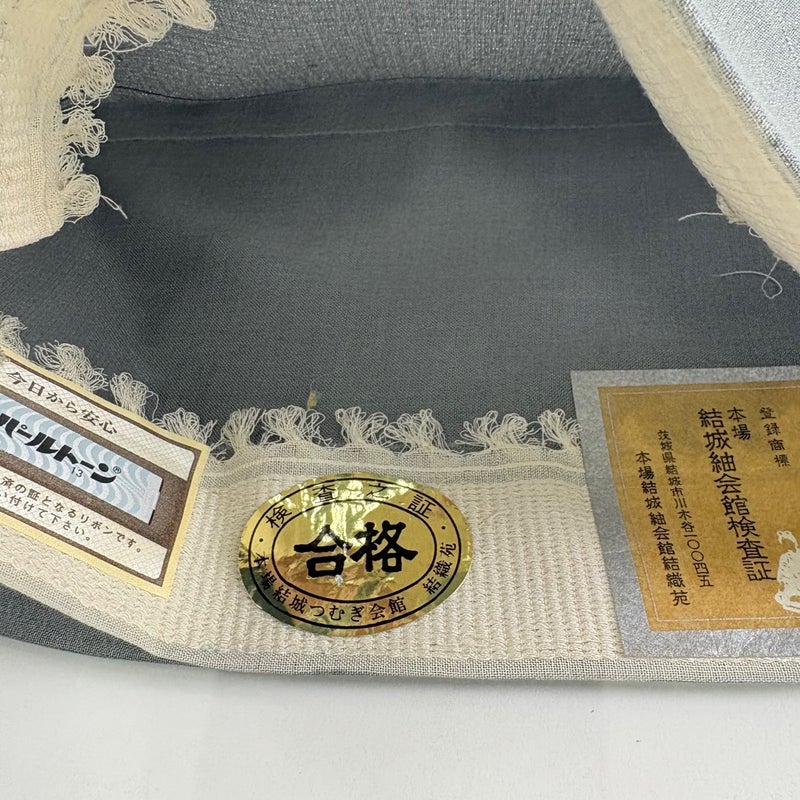 今日から安心
パールトーン®
13
済の証となるリボンです。
い付けて下さい。
・検査之証・
合格
本場結城つむぎ会館 結織苑
登録商標
本場
結城紬会館検査証
茨城県結城市川木谷一〇〇四五
本場結城紬会館結織苑